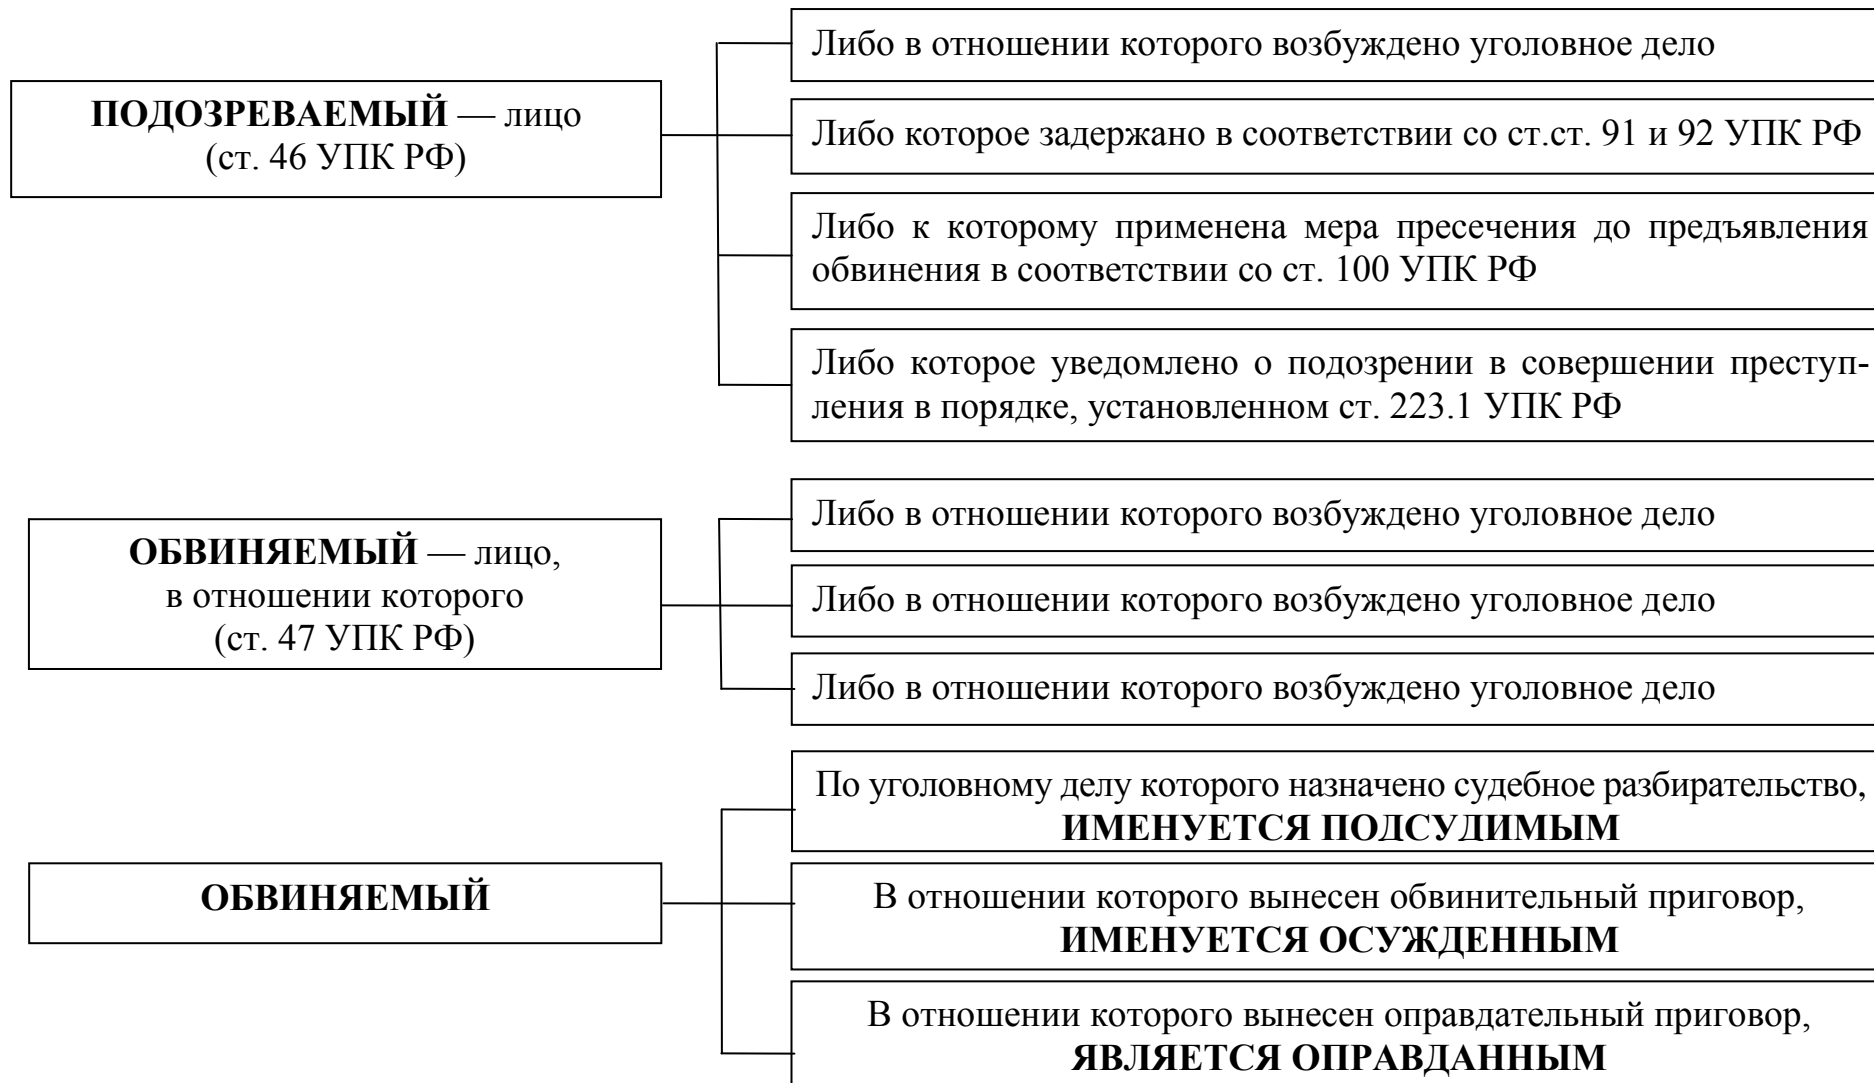 ПОДОЗРЕВАЕМЫЙ — лицо
(ст. 46 УПК РФ)
Либо в отношении которого возбуждено уголовное дело
Либо которое задержано в соответствии со ст.ст. 91 и 92 УПК РФ
Либо к которому применена мера пресечения до предъявления
обвинения в соответствии со ст. 100 УПК РФ
Либо которое уведомлено о подозрении в совершении преступ-
ления в порядке, установленном ст. 223.1 УПК РФ
ОБВИНЯЕМЫЙ — лицо,
в отношении которого
(ст. 47 УПК РФ)
Либо в отношении которого возбуждено уголовное дело
Либо в отношении которого возбуждено уголовное дело
Либо в отношении которого возбуждено уголовное дело
ОБВИНЯЕМЫЙ
По уголовному делу которого назначено судебное разбирательство,
ИМЕНУЕТСЯ ПОДСУДИМЫМ
В отношении которого вынесен обвинительный приговор,
ИМЕНУЕТСЯ ОСУЖДЕННЫМ
В отношении которого вынесен оправдательный приговор,
ЯВЛЯЕТСЯ ОПРАВДАННЫМ